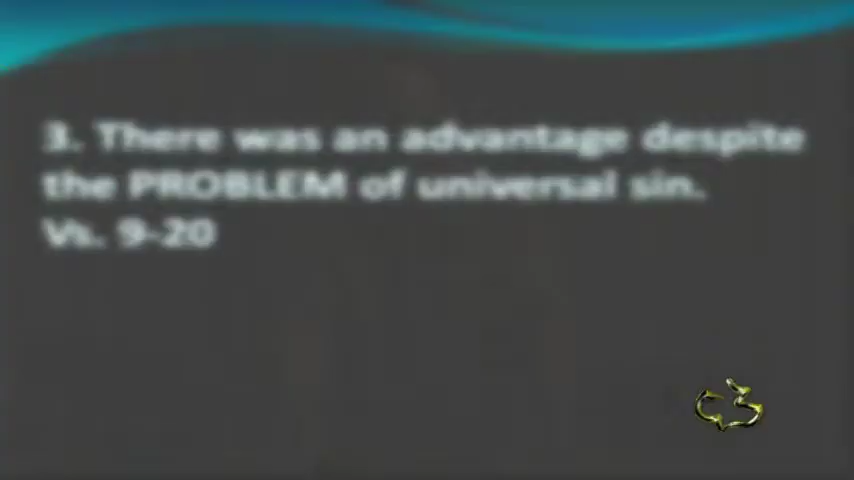 3. There was an advantage despite
the PROBLEM of universal sin.
Vs. 9-20